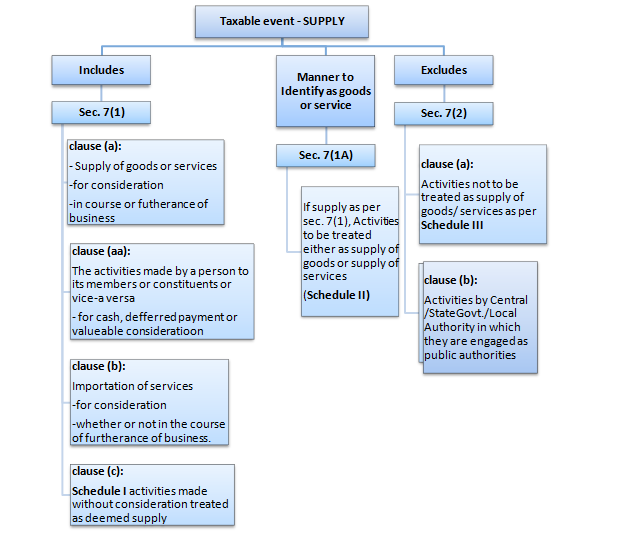 Taxable event - SUPPLY
Includes
Sec. 7(1)
clause (a):
- Supply of goods or services
-for consideration
-in course or futherance of
business
clause (aa):
The activities made by a person to
its members or constituents or
vice-a versa
- for cash, defferred payment or
valueable consideratioon
clause (b):
Importation of services
-for consideration
-whether or not in the course
of furtherance of business.
clause (c):
Schedule I activities made
without consideration treated
as deemed supply
Manner to
Identify as goods
or service
Sec. 7(1A)
If supply as per
sec. 7(1), Activities
to be treated
either as supply of
goods or supply of
services
(Schedule II)
Excludes
Sec. 7(2)
clause (a):
Activities not to be
treated as supply of
goods/ services as per
Schedule III
clause (b):
Activities by Central
/StateGovt./Local
Authority in which
they are engaged as
public authorities